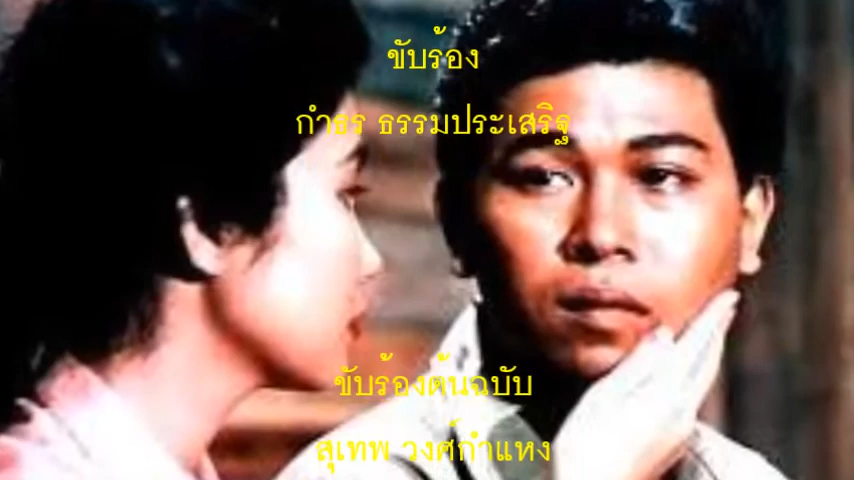 ขับร้อง
กำธร ธรรมประเสริฐ
ขับร้องต้นฉบับ
สุเทพ วงศ์กำแหง